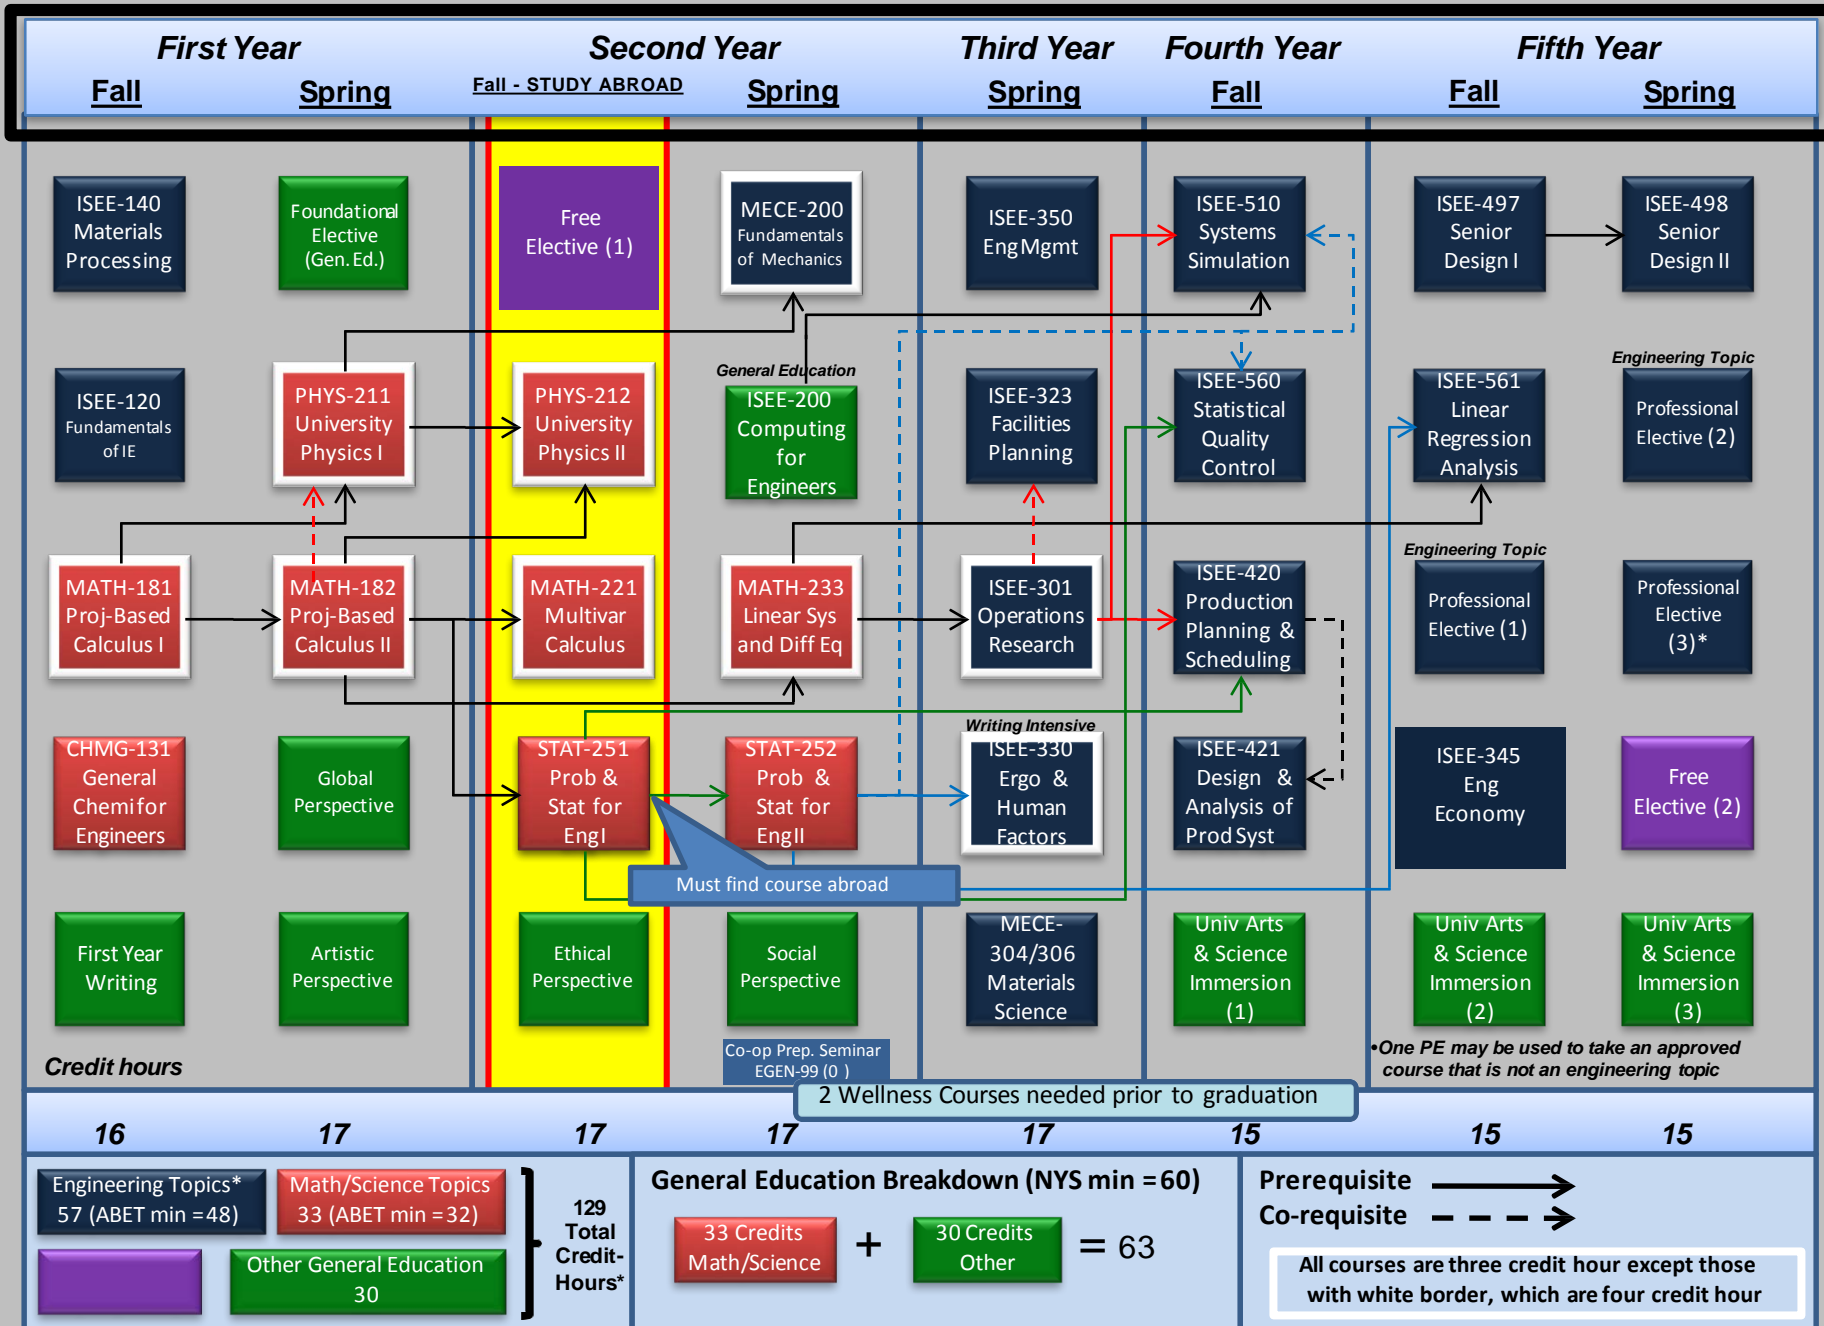 First Year
Second Year
Third Year
Fourth Year
Fifth Year
Fall
Spring
Fall - STUDY ABROAD
Spring
Spring
Fall
Fall
Spring
ISEE-140
Materials
Processing
Foundational
Elective
(Gen. Ed.)
Free
Elective (1)
MECE-200
Fundamentals
of Mechanics
ISEE-350
Eng Mgmt
ISEE-510
Systems
Simulation
ISEE-497
Senior
Design I
ISEE-498
Senior
Design II
ISEE-120
Fundamentals
of IE
PHYS-211
University
Physics I
PHYS-212
University
Physics II
General Education
ISEE-200
Computing
for
Engineers
ISEE-323
Facilities
Planning
ISEE-560
Statistical
Quality
Control
ISEE-561
Linear
Regression
Analysis
Engineering Topic
Professional
Elective (2)
MATH-181
Proj-Based
Calculus I
MATH-182
Proj-Based
Calculus II
MATH-221
Multivar
Calculus
MATH-233
Linear Sys
and Diff Eq
ISEE-301
Operations
Research
ISEE-420
Production
Planning &
Scheduling
Engineering Topic
Professional
Elective (1)
Professional
Elective
(3)*
CHMG-131
General
Chem for
Engineers
Global
Perspective
STAT-251
Prob &
Stat for
Eng I
STAT-252
Prob &
Stat for
Eng II
Writing Intensive
ISEE-330
Ergo &
Human
Factors
ISEE-421
Design &
Analysis of
Prod Syst
ISEE-345
Eng
Economy
Free
Elective (2)
Must find course abroad
First Year
Writing
Artistic
Perspective
Ethical
Perspective
Social
Perspective
MECE-
304/306
Materials
Science
Univ Arts
& Science
Immersion
(1)
Univ Arts
& Science
Immersion
(2)
Univ Arts
& Science
Immersion
(3)
Credit hours
Co-op Prep. Seminar
EGEN-99 (0 )
•One PE may be used to take an approved
course that is not an engineering topic
2 Wellness Courses needed prior to graduation
16
17
17
17
17
15
15
15
Engineering Topics*
57 (ABET min =48)
Math/Science Topics
33 (ABET min =32)
Other General Education
30
129
Total
Credit-
Hours*
General Education Breakdown (NYS min =60)
33 Credits
Math/Science
+
30 Credits
Other
= 63
Prerequisite
Co-requisite
All courses are three credit hour except those
with white border, which are four credit hour